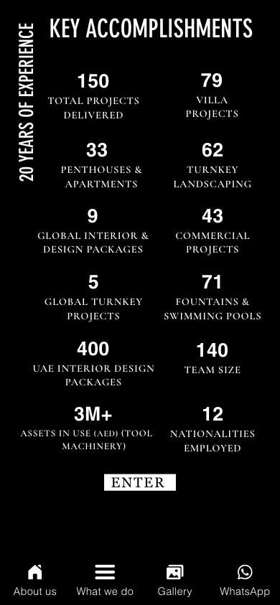 KEY ACCOMPLISHMENTS
20 YEARS OF EXPERIENCE
150
TOTAL PROJECTS
DELIVERED
79
VILLA
PROJECTS
33
PENTHOUSES &
APARTMENTS
62
TURNKEY
LANDSCAPING
9
GLOBAL INTERIOR &
DESIGN PACKAGES
43
COMMERCIAL
PROJECTS
5
GLOBAL TURNKEY
PROJECTS
71
FOUNTAINS &
SWIMMING POOLS
400
UAE INTERIOR DESIGN
PACKAGES
140
TEAM SIZE
3M+
ASSETS IN USE (AED) (TOOL
MACHINERY)
12
NATIONALITIES
EMPLOYED
ENTER
About us
What we do
Gallery
WhatsApp